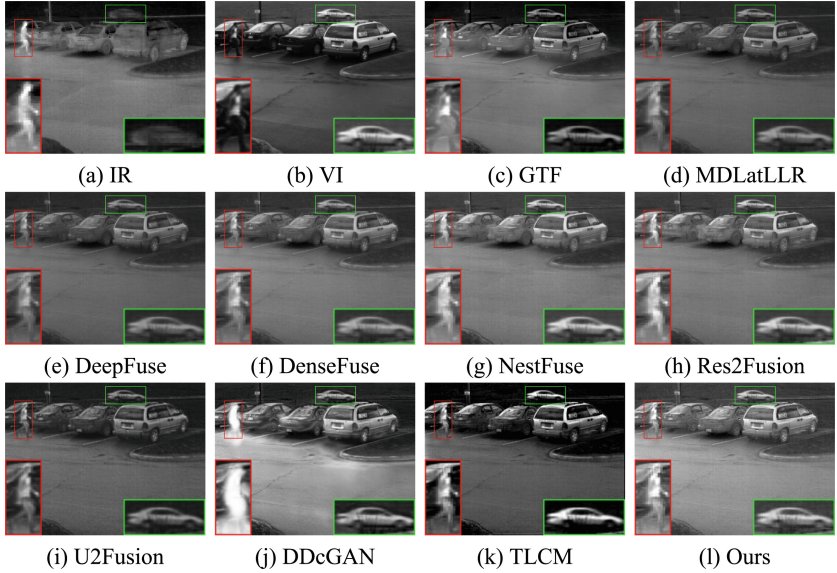 (a) IR
(b) VI
(c) GTF
(d) MDLatLLR
(e) DeepFuse
(f) DenseFuse
(g) NestFuse
(h) Res2Fusion
(i) U2Fusion
(j) DDcGAN
(k) TLCM
(l) Ours